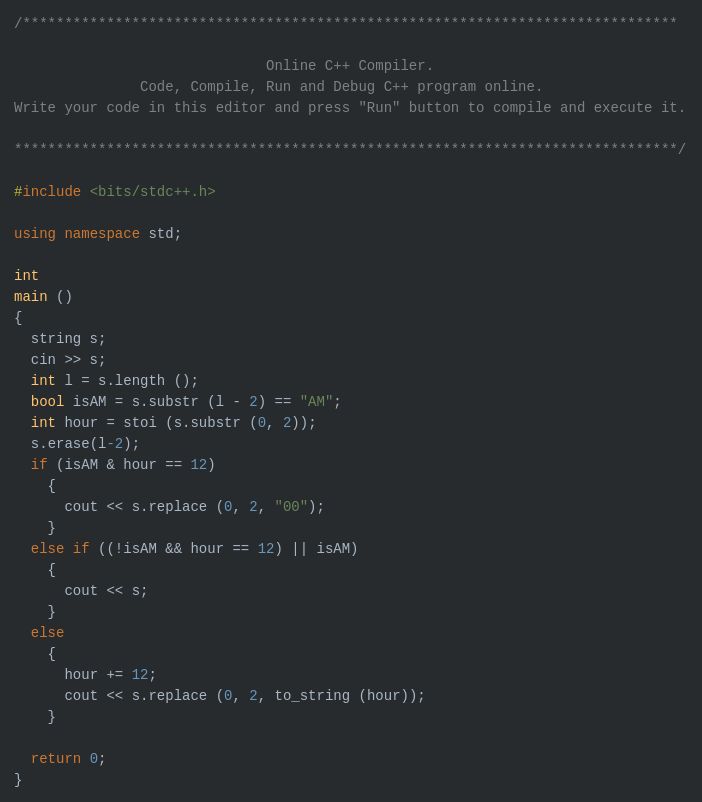 /******************************************************************************

                              Online C++ Compiler.
               Code, Compile, Run and Debug C++ program online.
Write your code in this editor and press "Run" button to compile and execute it.

*******************************************************************************/

#include <bits/stdc++.h>

using namespace std;

int
main ()
{
  string s;
  cin >> s;
  int l = s.length ();
  bool isAM = s.substr (l - 2) == "AM";
  int hour = stoi (s.substr (0, 2));
  s.erase(l-2);
  if (isAM & hour == 12)
    {
      cout << s.replace (0, 2, "00");
    }
  else if ((!isAM && hour == 12) || isAM)
    {
      cout << s;
    }
  else
    {
      hour += 12;
      cout << s.replace (0, 2, to_string (hour));
    }

  return 0;
}